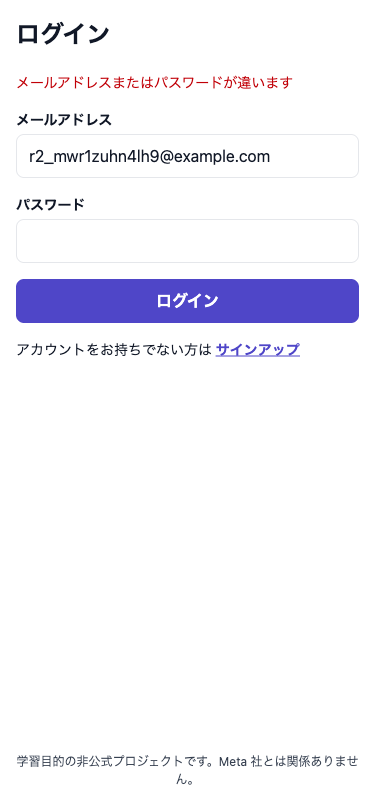 ログイン
メールアドレスまたはパスワードが違います
メールアドレス
r2_mwr1zuhn4lh9@example.com
パスワード
ログイン
アカウントをお持ちでない方は サインアップ
学習目的の非公式プロジェクトです。Meta 社とは関係ありませ
ん。